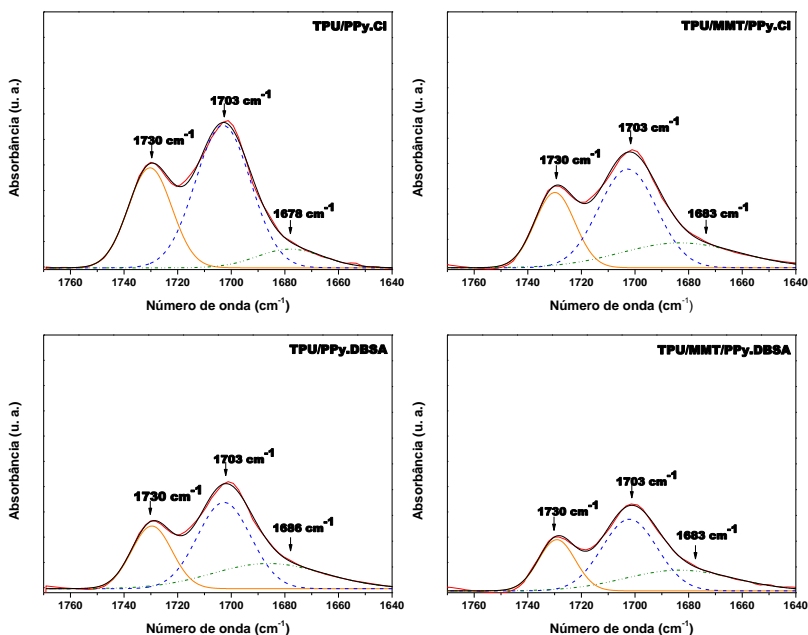 TPU/PPy.Cl
1703 cm⁻¹
1730 cm⁻¹
1678 cm⁻¹
Absorbância (u. a.)
1760 1740 1720 1700 1680 1660 1640
Número de onda (cm⁻¹)
TPU/MMT/PPy.Cl
1703 cm⁻¹
1730 cm⁻¹
1683 cm⁻¹
Absorbância (u. a.)
1760 1740 1720 1700 1680 1660 1640
Número de onda (cm⁻¹)
TPU/PPy.DBSA
1703 cm⁻¹
1730 cm⁻¹
1686 cm⁻¹
Absorbância (u. a.)
1760 1740 1720 1700 1680 1660 1640
Número de onda (cm⁻¹)
TPU/MMT/PPy.DBSA
1703 cm⁻¹
1730 cm⁻¹
1683 cm⁻¹
Absorbância (u. a.)
1760 1740 1720 1700 1680 1660 1640
Número de onda (cm⁻¹)